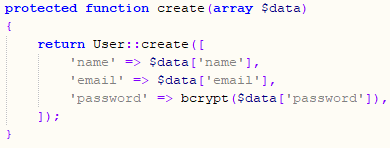 protected function create(array $data)
{
    return User::create([
        'name' => $data['name'],
        'email' => $data['email'],
        'password' => bcrypt($data['password']),
    ]);
}